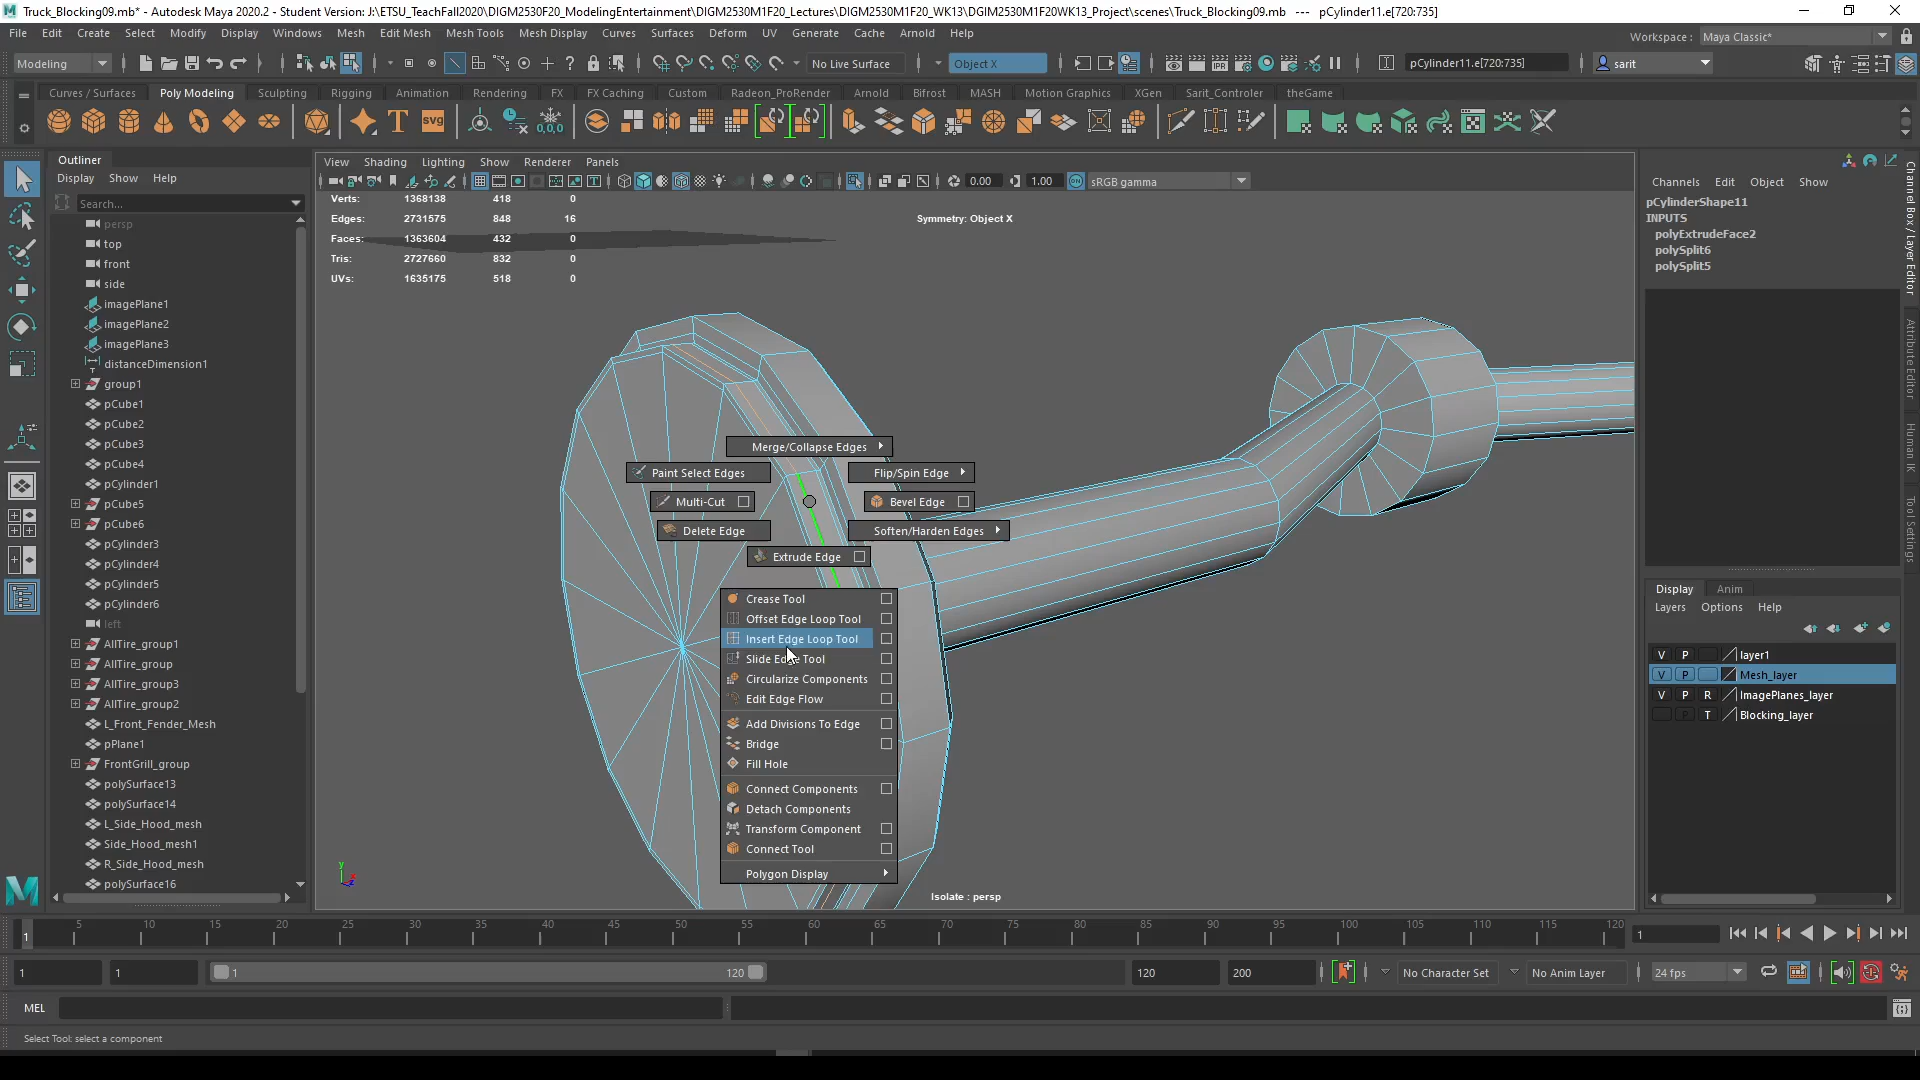 Truck_Blocking09.mb* - Autodesk Maya 2020.2 - Student Version: J:\ETSU_TeachFall2020\DIGM2530F20_ModelingEntertainment\DIGM2530M1F20_Lectures\DIGM2530M1F20_WK13\DGIM2530M1F20WK13_Project\scenes\Truck_Blocking09.mb --- pCylinder11.e[720:735]
File Edit Create Select Modify Display Windows Mesh Edit Mesh Mesh Tools Mesh Display Curves Surfaces Deform UV Generate Cache Arnold Help
Workspace : Maya Classic*
Modeling No Live Surface Object X pCylinder11.e[720:735] sarit
Curves / Surfaces Poly Modeling Sculpting Rigging Animation Rendering FX FX Caching Custom Radeon_ProRender Arnold Bifrost MASH Motion Graphics XGen Sarit_Controler theGame
Outliner
Display Show Help
Search...
persp
top
front
side
imagePlane1
imagePlane2
imagePlane3
distanceDimension1
group1
pCube1
pCube2
pCube3
pCube4
pCylinder1
pCube5
pCube6
pCylinder3
pCylinder4
pCylinder5
pCylinder6
left
AllTire_group1
AllTire_group
AllTire_group3
AllTire_group2
L_Front_Fender_Mesh
pPlane1
FrontGrill_group
polySurface13
polySurface14
L_Side_Hood_mesh
Side_Hood_mesh1
R_Side_Hood_mesh
polySurface16
View Shading Lighting Show Renderer Panels
0.00 1.00 ON sRGB gamma
Verts: 1368138 418 0
Edges: 2731575 848 16
Faces: 1363604 432 0
Tris: 2727660 832 0
UVs: 1635175 518 0
Symmetry: Object X
Merge/Collapse Edges
Paint Select Edges Flip/Spin Edge
Multi-Cut Bevel Edge
Delete Edge Soften/Harden Edges
Extrude Edge
Crease Tool
Offset Edge Loop Tool
Insert Edge Loop Tool
Slide Edge Tool
Circularize Components
Edit Edge Flow
Add Divisions To Edge
Bridge
Fill Hole
Connect Components
Detach Components
Transform Component
Connect Tool
Polygon Display
Isolate : persp
Channels Edit Object Show
pCylinderShape11
INPUTS
polyExtrudeFace2
polySplit6
polySplit5
Display Anim
Layers Options Help
V P layer1
V P Mesh_layer
V P R ImagePlanes_layer
P T Blocking_layer
Channel Box / Layer Editor
Attribute Editor
Human IK
Tool Settings
1 5 10 15 20 25 30 35 40 45 50 55 60 65 70 75 80 85 90 95 100 105 110 115 120 1
1 1 1 120 120 200 No Character Set No Anim Layer 24 fps
MEL
Select Tool: select a component